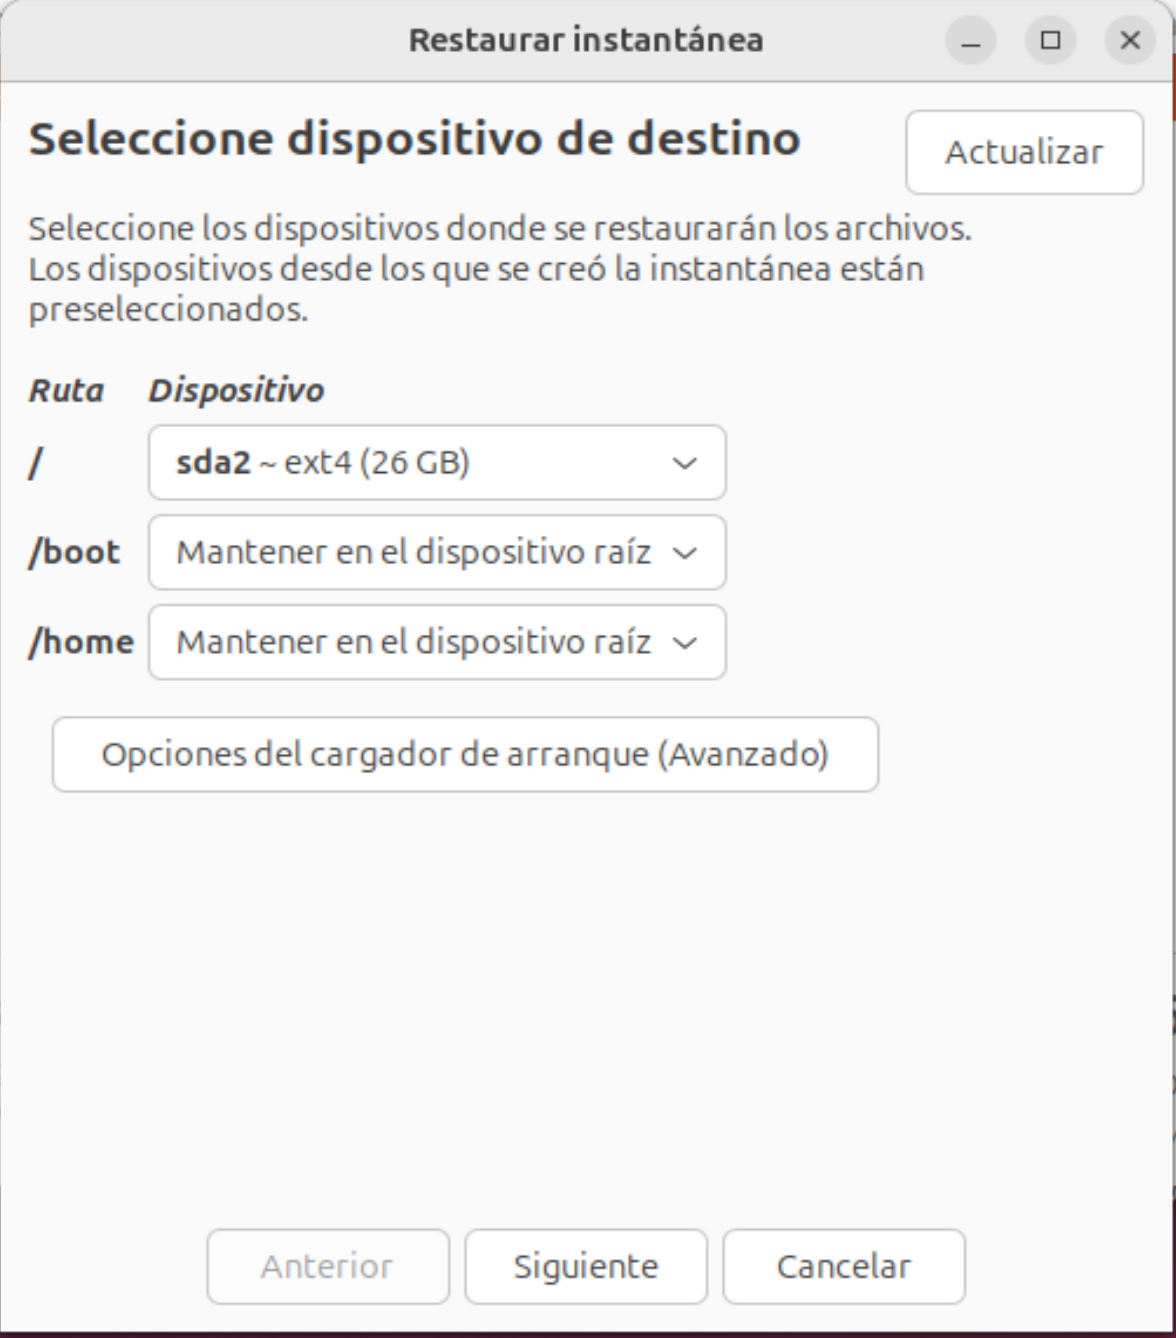 Restaurar instantánea
Seleccione dispositivo de destino
Actualizar
Seleccione los dispositivos donde se restaurarán los archivos.
Los dispositivos desde los que se creó la instantánea están
preseleccionados.
Ruta Dispositivo
/ sda2 ~ ext4 (26 GB)
/boot Mantener en el dispositivo raíz
/home Mantener en el dispositivo raíz
Opciones del cargador de arranque (Avanzado)
Anterior Siguiente Cancelar